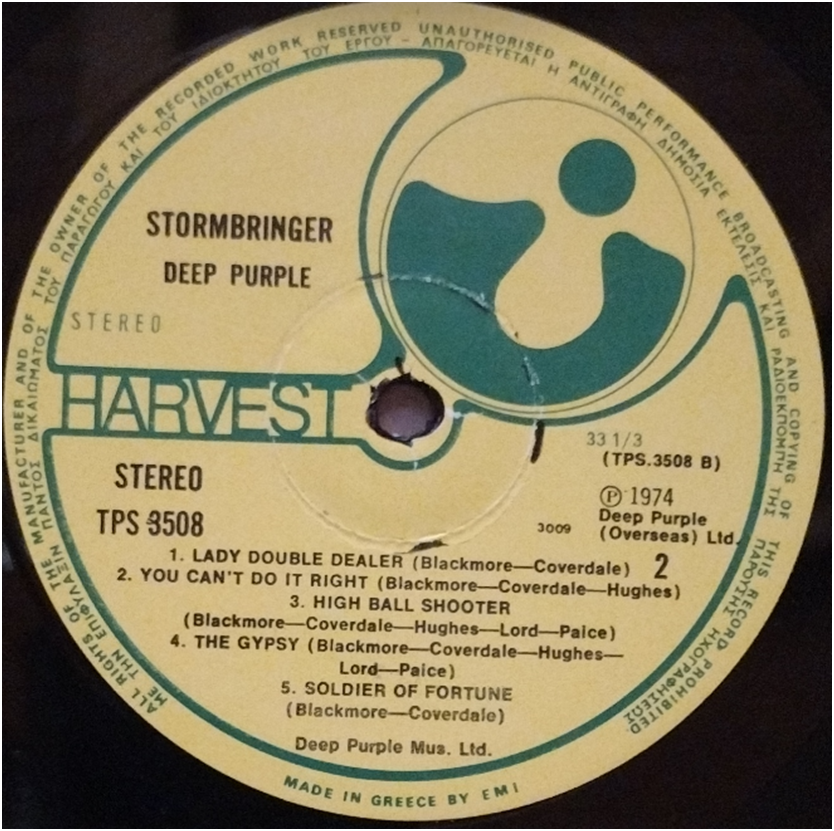 ALL RIGHTS OF THE MANUFACTURER AND OF THE OWNER OF THE RECORDED WORK RESERVED UNAUTHORISED PUBLIC PERFORMANCE BROADCASTING AND COPYING OF THIS RECORD PROHIBITED.
ΜΕ ΤΗΝ ΕΠΙΦΥΛΑΞΙΝ ΠΑΝΤΟΣ ΔΙΚΑΙΩΜΑΤΟΣ ΤΟΥ ΠΑΡΑΓΩΓΟΥ ΚΑΙ ΤΟΥ ΙΔΙΟΚΤΗΤΟΥ ΤΟΥ ΕΡΓΟΥ - ΑΠΑΓΟΡΕΥΕΤΑΙ Η ΑΝΤΙΓΡΑΦΗ ΔΗΜΟΣΙΑ ΕΚΤΕΛΕΣΙΣ ΚΑΙ ΡΑΔΙΟΕΚΠΟΜΠΗ ΤΗΣ ΠΑΡΟΥΣΗΣ ΗΧΟΓΡΑΦΗΣΕΩΣ
STORMBRINGER
DEEP PURPLE
STEREO
HARVEST
33 1/3
(TPS.3508 B)
STEREO
TPS 3508
Ⓟ 1974
3009
Deep Purple
(Overseas) Ltd.
2
1. LADY DOUBLE DEALER (Blackmore—Coverdale)
2. YOU CAN'T DO IT RIGHT (Blackmore—Coverdale—Hughes)
3. HIGH BALL SHOOTER
(Blackmore—Coverdale—Hughes—Lord—Paice)
4. THE GYPSY (Blackmore—Coverdale—Hughes—
Lord—Paice)
5. SOLDIER OF FORTUNE
(Blackmore—Coverdale)
Deep Purple Mus. Ltd.
MADE IN GREECE BY EMI